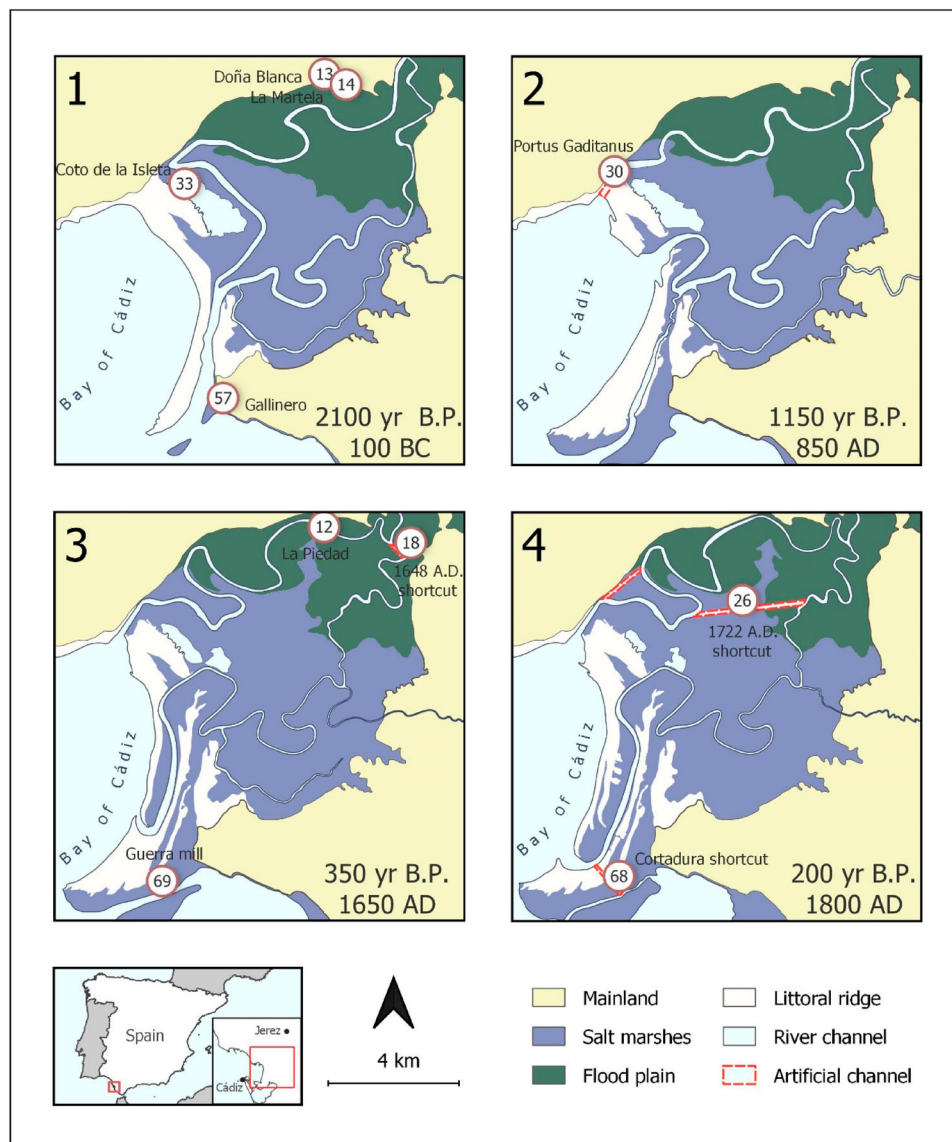 1
Doña Blanca
13
14
La Martela
Coto de la Isleta
33
Bay of Cádiz
57
Gallinero
2100 yr B.P.
100 BC
2
Portus Gaditanus
30
Bay of Cádiz
1150 yr B.P.
850 AD
3
12
La Piedad
18
1648 A.D.
shortcut
Bay of Cádiz
Guerra mill
69
350 yr B.P.
1650 AD
4
26
1722 A.D.
shortcut
Bay of Cádiz
Cortadura shortcut
68
200 yr B.P.
1800 AD
Spain
Jerez
Cádiz
4 km
Mainland
Salt marshes
Flood plain
Littoral ridge
River channel
Artificial channel